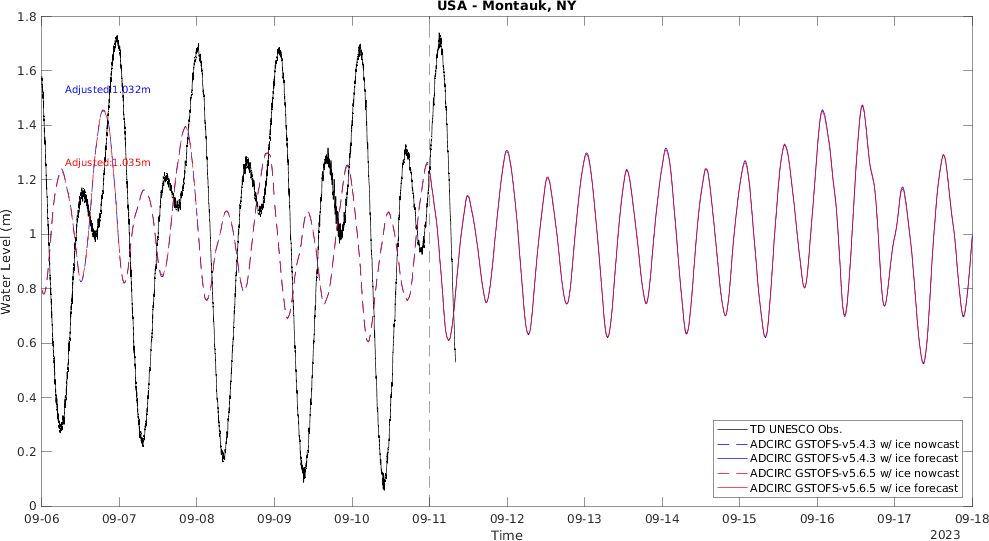 USA - Montauk, NY
1.8
1.6
1.4
1.2
1
0.8
0.6
0.4
0.2
0
Water Level (m)
Adjusted:1.032m
Adjusted:1.035m
TD UNESCO Obs.
ADCIRC GSTOFS-v5.4.3 w/ ice nowcast
ADCIRC GSTOFS-v5.4.3 w/ ice forecast
ADCIRC GSTOFS-v5.6.5 w/ ice nowcast
ADCIRC GSTOFS-v5.6.5 w/ ice forecast
09-06 09-07 09-08 09-09 09-10 09-11 09-12 09-13 09-14 09-15 09-16 09-17 09-18
Time
2023